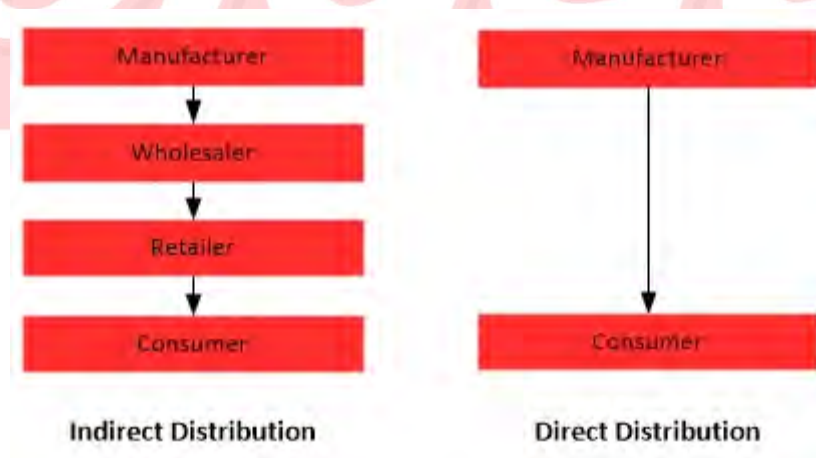 Manufacturer
Wholesaler
Retailer
Consumer
Indirect Distribution
Manufacturer
Consumer
Direct Distribution